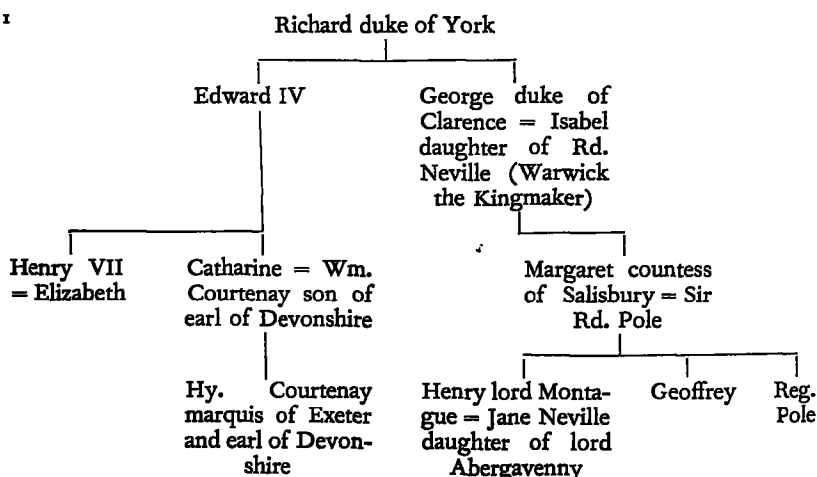 1
Richard duke of York
Edward IV
George duke of
Clarence = Isabel
daughter of Rd.
Neville (Warwick
the Kingmaker)
Henry VII
= Elizabeth
Catharine = Wm.
Courtenay son of
earl of Devonshire
Margaret countess
of Salisbury = Sir
Rd. Pole
Hy. Courtenay
marquis of Exeter
and earl of Devon-
shire
Henry lord Monta-
gue = Jane Neville
daughter of lord
Abergavenny
Geoffrey
Reg.
Pole